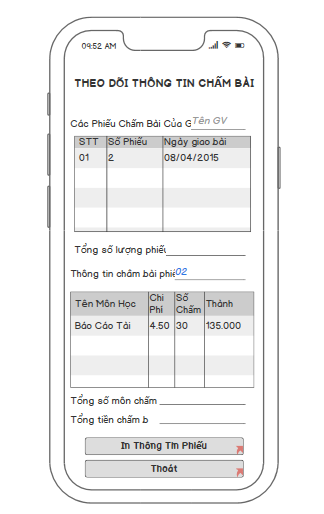 09:52 AM
THEO DÕI THÔNG TIN CHẤM BÀI
Các Phiếu Chấm Bài Của G Tên GV
STT Số Phiếu Ngày giao bài
01 2 08/04/2015
Tổng số lượng phiếu
Thông tin chấm bài phiế 02
Tên Môn Học Chi Phí Số Chấm Thành
Báo Cáo Tài 4.50 30 135.000
Tổng số môn chấm
Tổng tiền chấm b
In Thông Tin Phiếu
Thoát